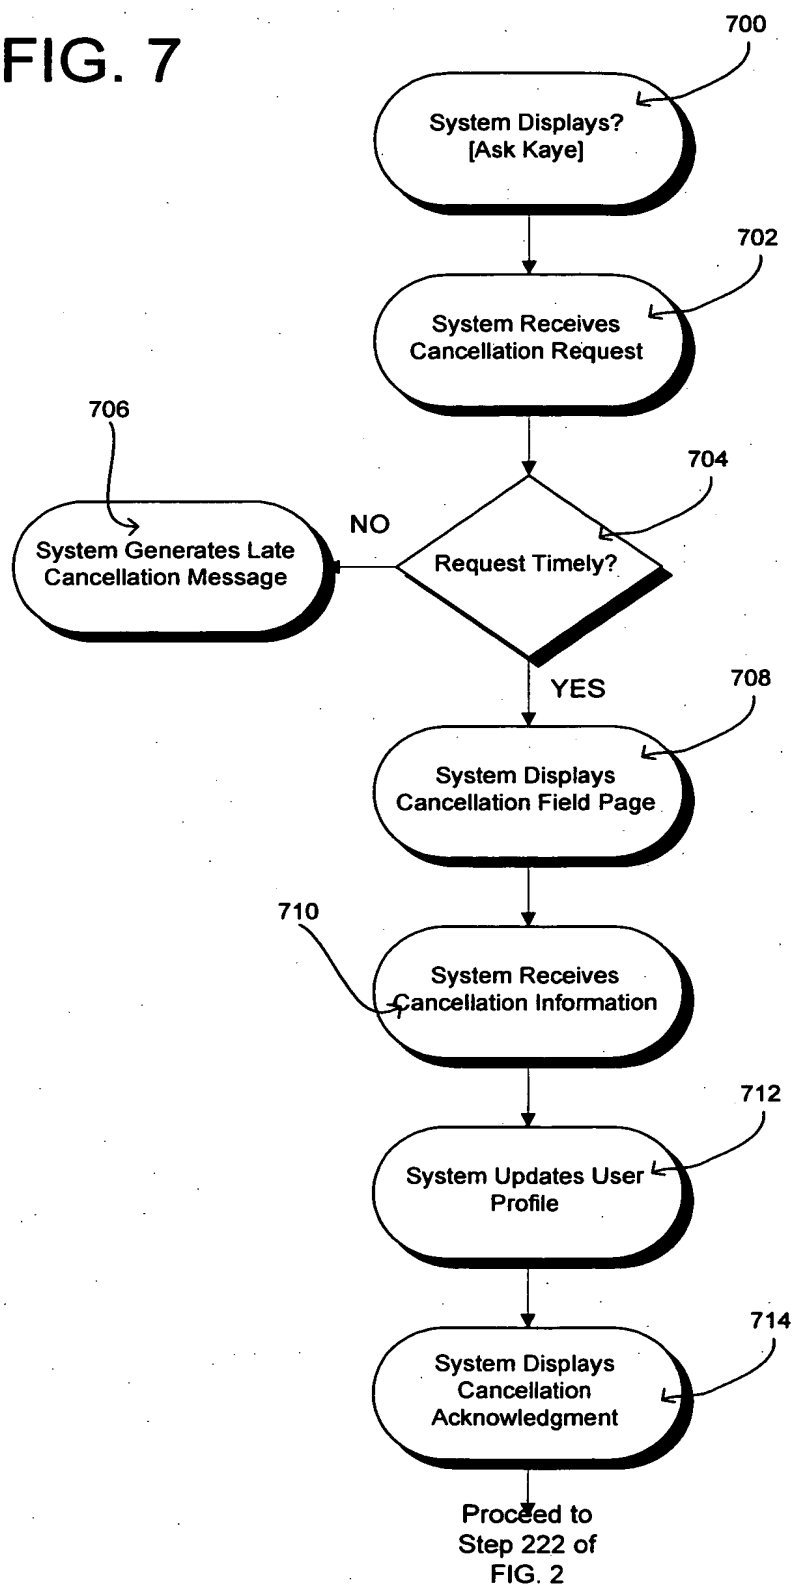 FIG. 7
700
System Displays?
[Ask Kaye]
702
System Receives
Cancellation Request
704
Request Timely?
NO
706
System Generates Late
Cancellation Message
YES
708
System Displays
Cancellation Field Page
710
System Receives
Cancellation Information
712
System Updates User
Profile
714
System Displays
Cancellation
Acknowledgment
Proceed to
Step 222 of
FIG. 2